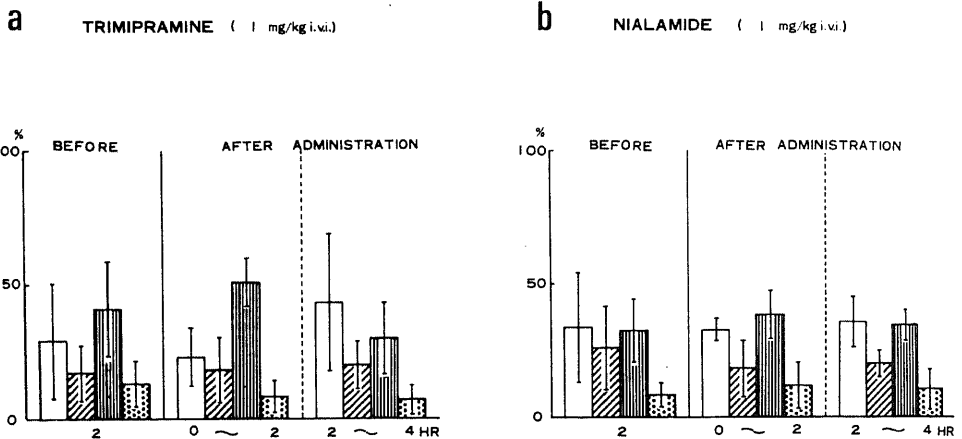 a TRIMIPRAMINE ( 1 mg/kg i.v.i.)
b NIALAMIDE ( 1 mg/kg i.v.i.)
%
BEFORE AFTER ADMINISTRATION
00
50
0
2 0 ~ 2 2 ~ 4 HR
%
BEFORE AFTER ADMINISTRATION
100
50
0
2 0 ~ 2 2 ~ 4 HR